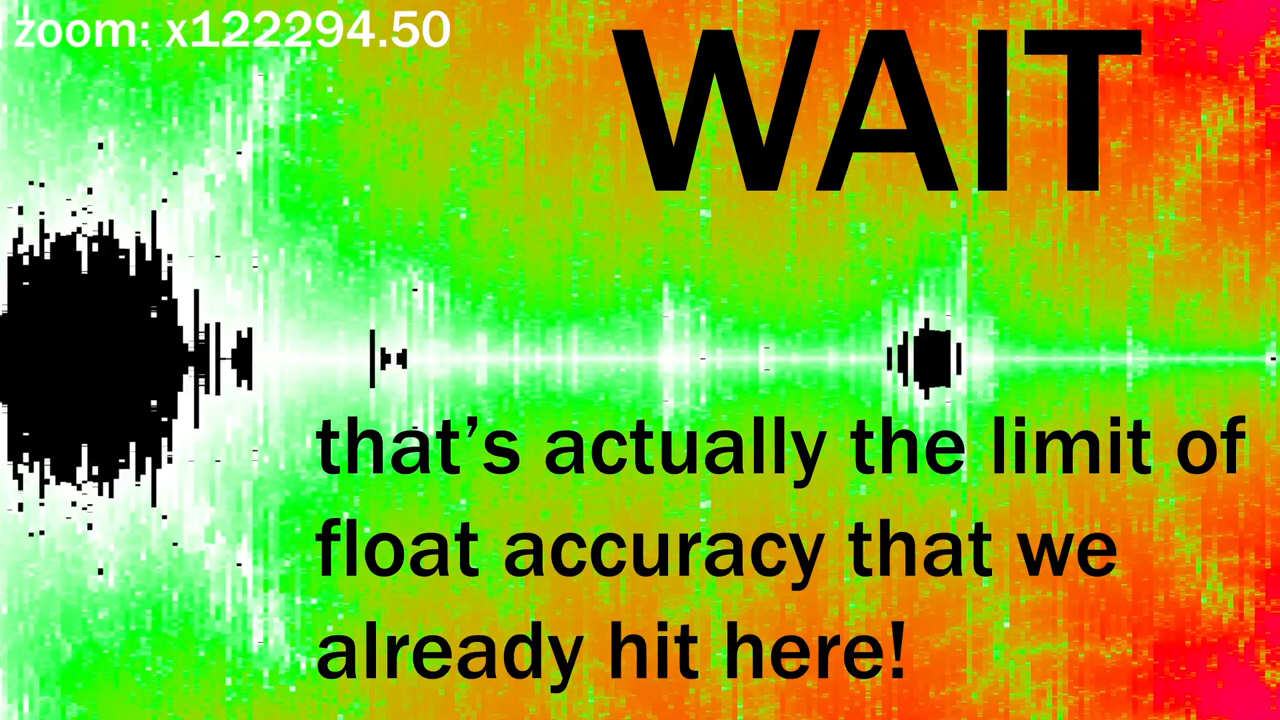 zoom: x122294.50
WAIT
that’s actually the limit of
float accuracy that we
already hit here!